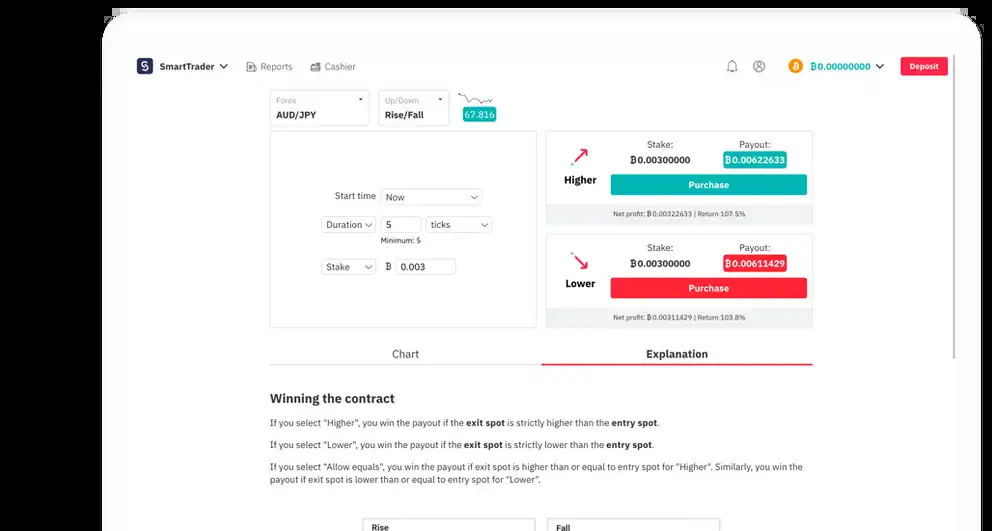 SmartTrader Reports Cashier ₿0.00000000 Deposit
Forex
AUD/JPY
Up/Down
Rise/Fall
67.816
Start time Now
Duration 5 ticks
Minimum: 5
Stake ₿ 0.003
Higher
Stake: Payout:
₿0.00300000 ₿0.00622633
Purchase
Net profit: ₿0.00322633 | Return 107.5%
Lower
Stake: Payout:
₿0.00300000 ₿0.00611429
Purchase
Net profit: ₿0.00311429 | Return 103.8%
Chart Explanation
Winning the contract
If you select "Higher", you win the payout if the exit spot is strictly higher than the entry spot.
If you select "Lower", you win the payout if the exit spot is strictly lower than the entry spot.
If you select "Allow equals", you win the payout if exit spot is higher than or equal to entry spot for "Higher". Similarly, you win the
payout if exit spot is lower than or equal to entry spot for "Lower".
Rise Fall